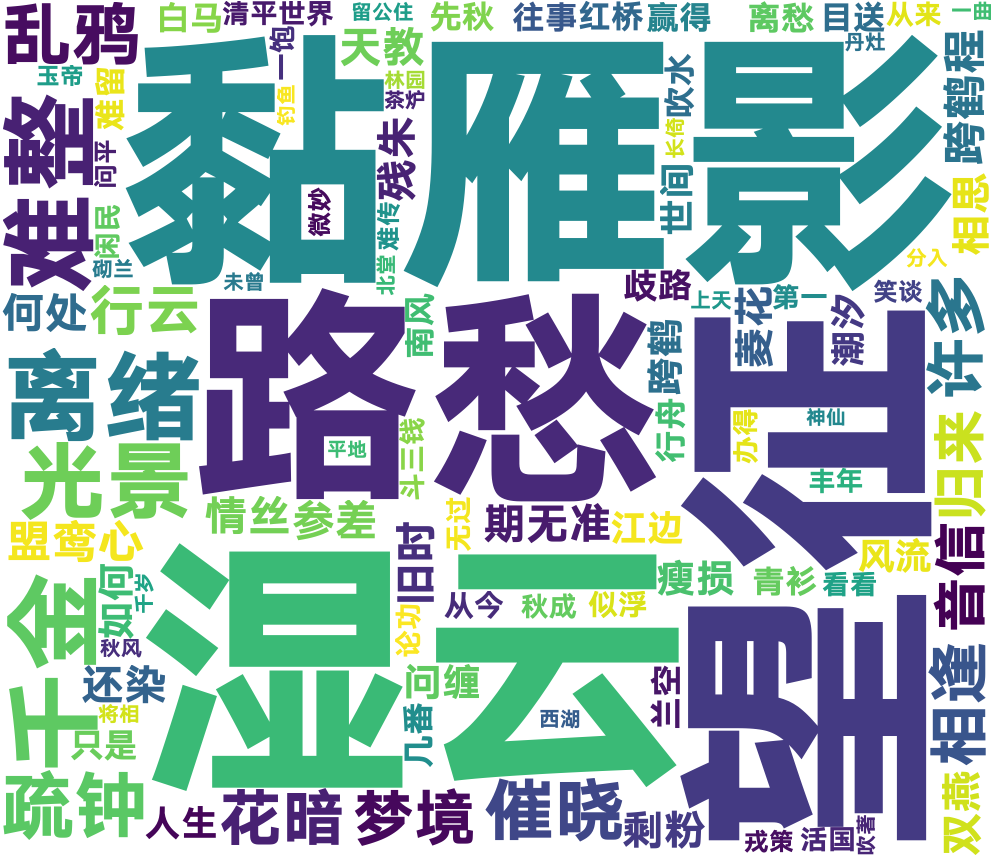 乱鸦
白马
清平世界
留公住
先秋
往事红桥
赢得
离愁
目送
从来
一曲
丹灶
玉帝
难留
一饱
天教
林园
茶炉
钓鱼
吹水
长倚
跨鹤程
黏雁影
难整
问平
微妙
残朱
世间
相思
闲民
难传
砌兰
未曾
北堂
分入
歧路
何处
行云
南风
上天
第一
笑谈
菱花
潮汐
许多
跨鹤
路愁
望征
离绪
平地
斗三钱
行舟
办得
神仙
归来
光景
丰年
情丝
参差
无过
期无准
江边
盟鸾心
旧时
风流
音信
如何
千岁
湿云
瘦损
青衫
看看
千金
从今
秋成
似浮
秋风
论功
还染
问缠
兰空
相逢
将相
只是
几番
西湖
疏钟
人生
花暗
梦境
催晓
剩粉
戎策
活国
吹著
双燕